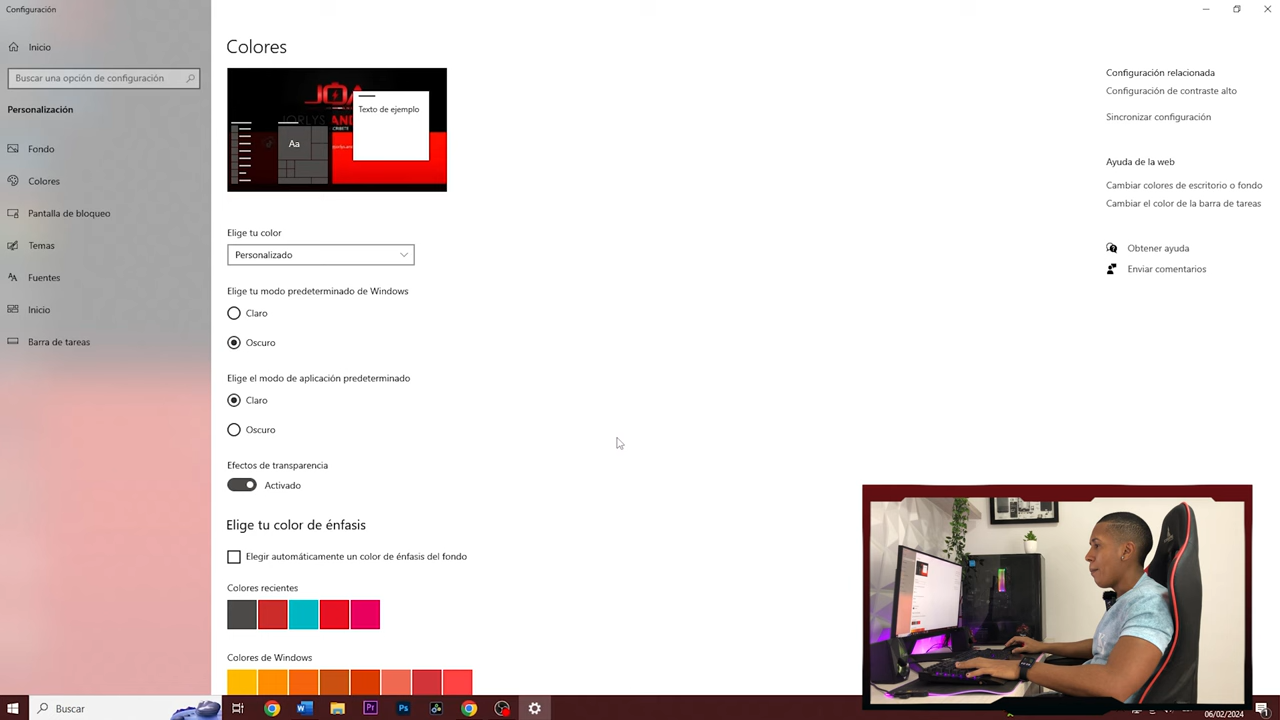 Configuración
Inicio
Buscar una opción de configuración
Personalización
Fondo
Colores
Pantalla de bloqueo
Temas
Fuentes
Inicio
Barra de tareas
Colores
JOA
JORLYS AND
Texto de ejemplo
Aa
Elige tu color
Personalizado
Elige tu modo predeterminado de Windows
Claro
Oscuro
Elige el modo de aplicación predeterminado
Claro
Oscuro
Efectos de transparencia
Activado
Elige tu color de énfasis
Elegir automáticamente un color de énfasis del fondo
Colores recientes
Colores de Windows
Configuración relacionada
Configuración de contraste alto
Sincronizar configuración
Ayuda de la web
Cambiar colores de escritorio o fondo
Cambiar el color de la barra de tareas
Obtener ayuda
Enviar comentarios
Buscar
W
Pr
Ps
06/02/2024